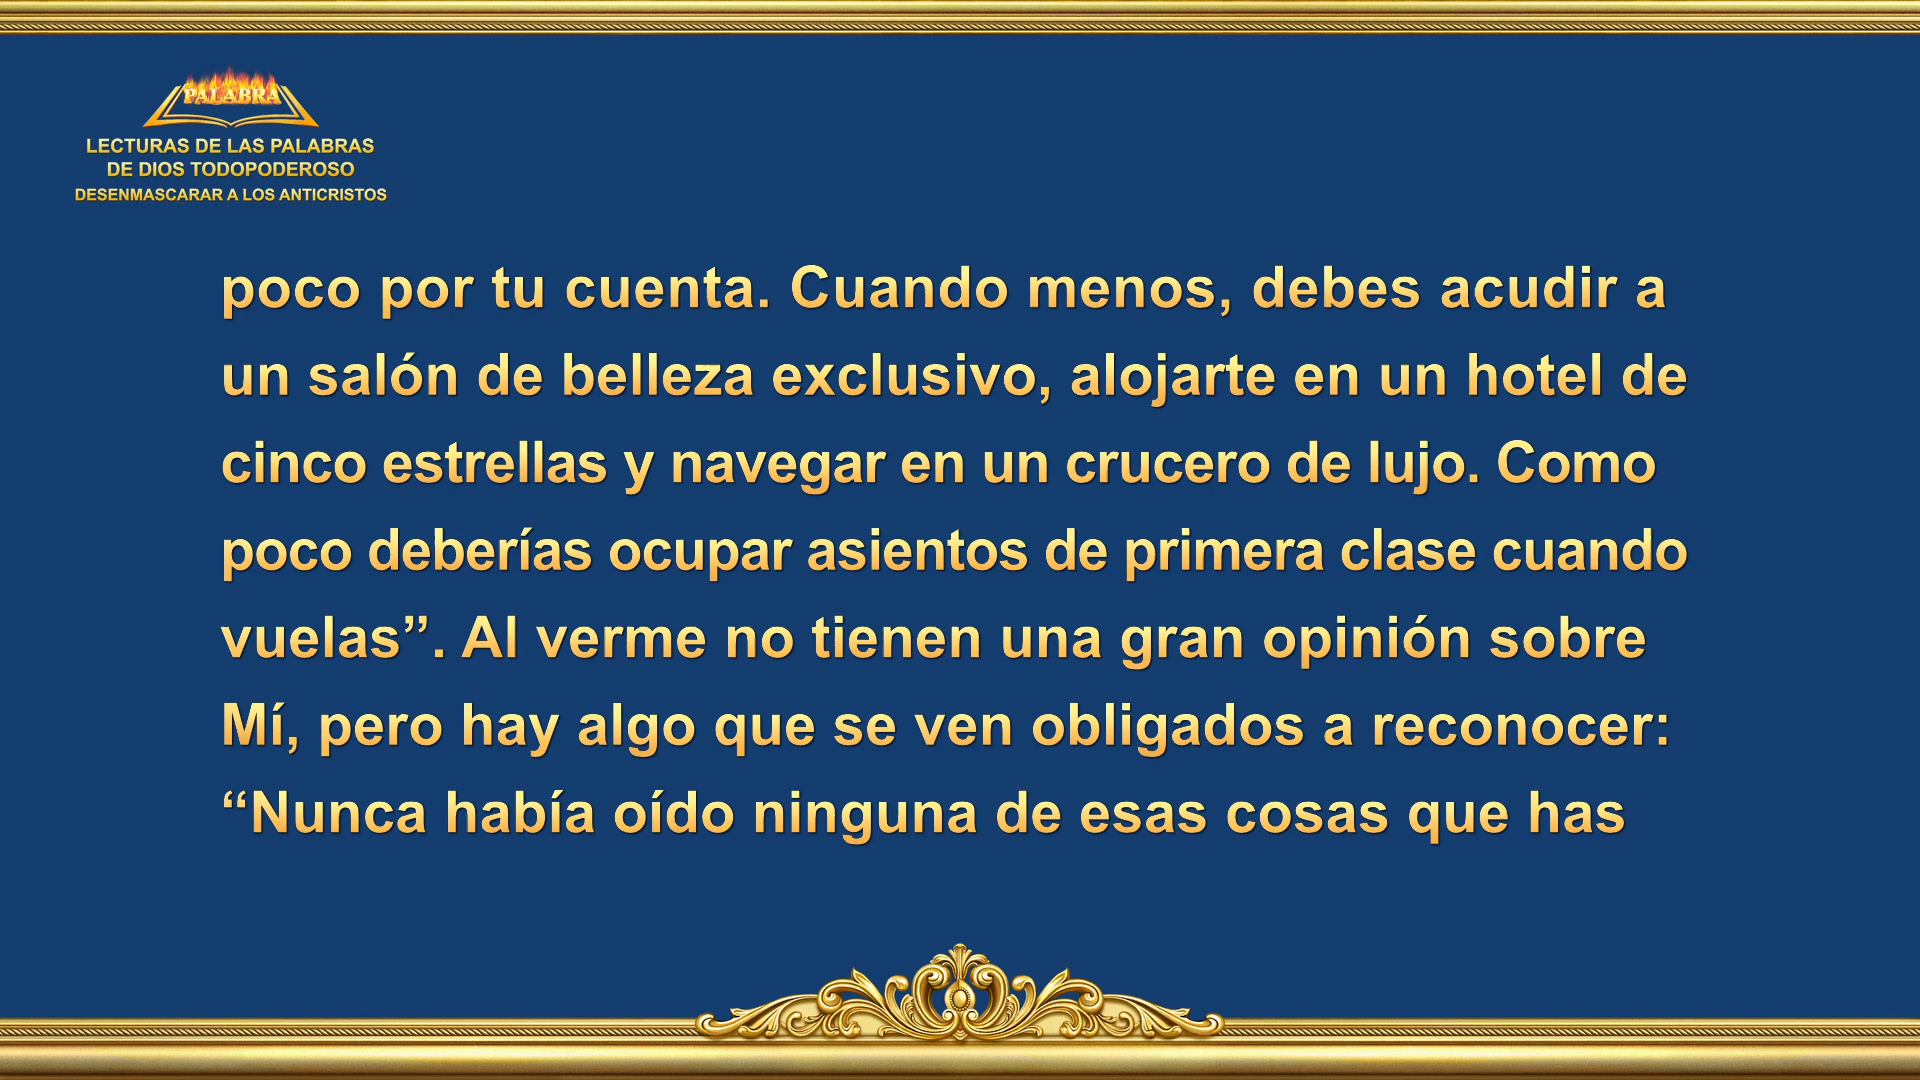 PALABRA
LECTURAS DE LAS PALABRAS
DE DIOS TODOPODEROSO
DESENMASCARAR A LOS ANTICRISTOS
poco por tu cuenta. Cuando menos, debes acudir a
un salón de belleza exclusivo, alojarte en un hotel de
cinco estrellas y navegar en un crucero de lujo. Como
poco deberías ocupar asientos de primera clase cuando
vuelas”. Al verme no tienen una gran opinión sobre
Mí, pero hay algo que se ven obligados a reconocer:
“Nunca había oído ninguna de esas cosas que has